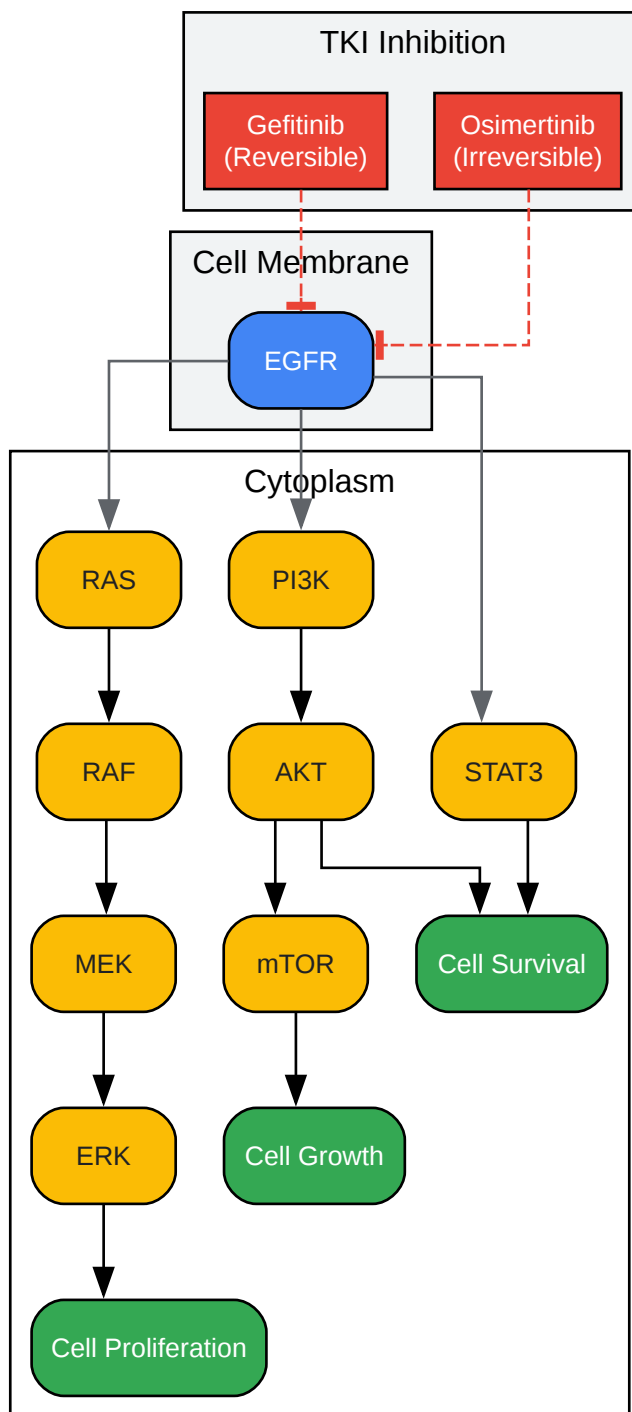 TKI Inhibition
Gefitinib
(Reversible)
Osimertinib
(Irreversible)
Cell Membrane
EGFR
Cytoplasm
RAS
PI3K
RAF
AKT
STAT3
MEK
mTOR
Cell Survival
ERK
Cell Growth
Cell Proliferation